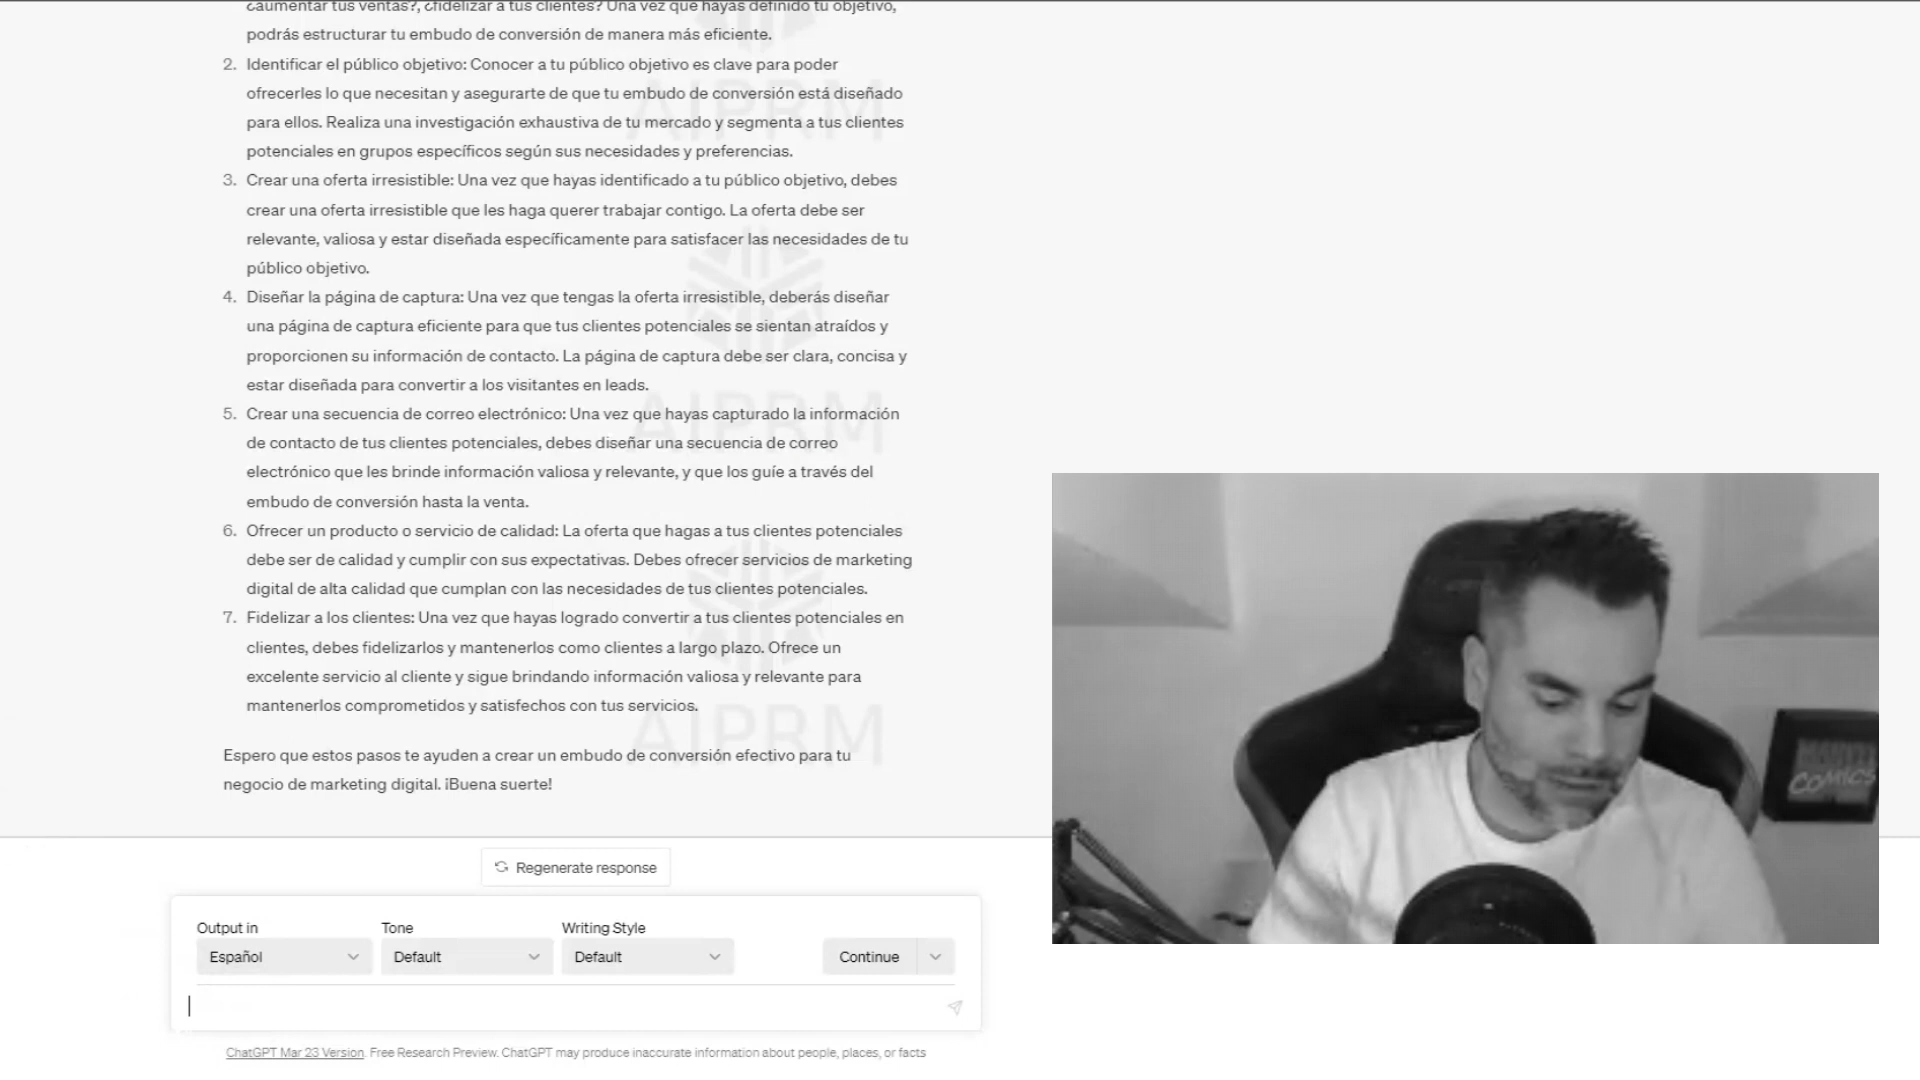 ¿aumentar tus ventas?, ¿fidelizar a tus clientes? Una vez que hayas definido tu objetivo,
podrás estructurar tu embudo de conversión de manera más eficiente.
2. Identificar el público objetivo: Conocer a tu público objetivo es clave para poder
ofrecerles lo que necesitan y asegurarte de que tu embudo de conversión está diseñado
para ellos. Realiza una investigación exhaustiva de tu mercado y segmenta a tus clientes
potenciales en grupos específicos según sus necesidades y preferencias.
3. Crear una oferta irresistible: Una vez que hayas identificado a tu público objetivo, debes
crear una oferta irresistible que les haga querer trabajar contigo. La oferta debe ser
relevante, valiosa y estar diseñada específicamente para satisfacer las necesidades de tu
público objetivo.
4. Diseñar la página de captura: Una vez que tengas la oferta irresistible, deberás diseñar
una página de captura eficiente para que tus clientes potenciales se sientan atraídos y
proporcionen su información de contacto. La página de captura debe ser clara, concisa y
estar diseñada para convertir a los visitantes en leads.
5. Crear una secuencia de correo electrónico: Una vez que hayas capturado la información
de contacto de tus clientes potenciales, debes diseñar una secuencia de correo
electrónico que les brinde información valiosa y relevante, y que los guíe a través del
embudo de conversión hasta la venta.
6. Ofrecer un producto o servicio de calidad: La oferta que hagas a tus clientes potenciales
debe ser de calidad y cumplir con sus expectativas. Debes ofrecer servicios de marketing
digital de alta calidad que cumplan con las necesidades de tus clientes potenciales.
7. Fidelizar a los clientes: Una vez que hayas logrado convertir a tus clientes potenciales en
clientes, debes fidelizarlos y mantenerlos como clientes a largo plazo. Ofrece un
excelente servicio al cliente y sigue brindando información valiosa y relevante para
mantenerlos comprometidos y satisfechos con tus servicios.
Espero que estos pasos te ayuden a crear un embudo de conversión efectivo para tu
negocio de marketing digital. ¡Buena suerte!
AIPRM
AIPRM
AIPRM
Regenerate response
Output in Tone Writing Style
Español Default Default Continue
ChatGPT Mar 23 Version. Free Research Preview. ChatGPT may produce inaccurate information about people, places, or facts
COMICS